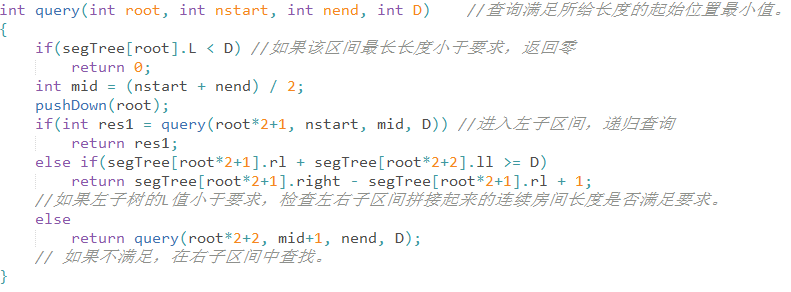 int query(int root, int nstart, int nend, int D)    //查询满足所给长度的起始位置最小值。
{
    if(segTree[root].L < D) //如果该区间最长长度小于要求，返回零
        return 0;
    int mid = (nstart + nend) / 2;
    pushDown(root);
    if(int res1 = query(root*2+1, nstart, mid, D)) //进入左子区间，递归查询
        return res1;
    else if(segTree[root*2+1].rl + segTree[root*2+2].ll >= D)
        return segTree[root*2+1].right - segTree[root*2+1].rl + 1;
    //如果左子树的L值小于要求，检查左右子区间拼接起来的连续房间长度是否满足要求。
    else
        return query(root*2+2, mid+1, nend, D);
    // 如果不满足，在右子区间中查找。
}